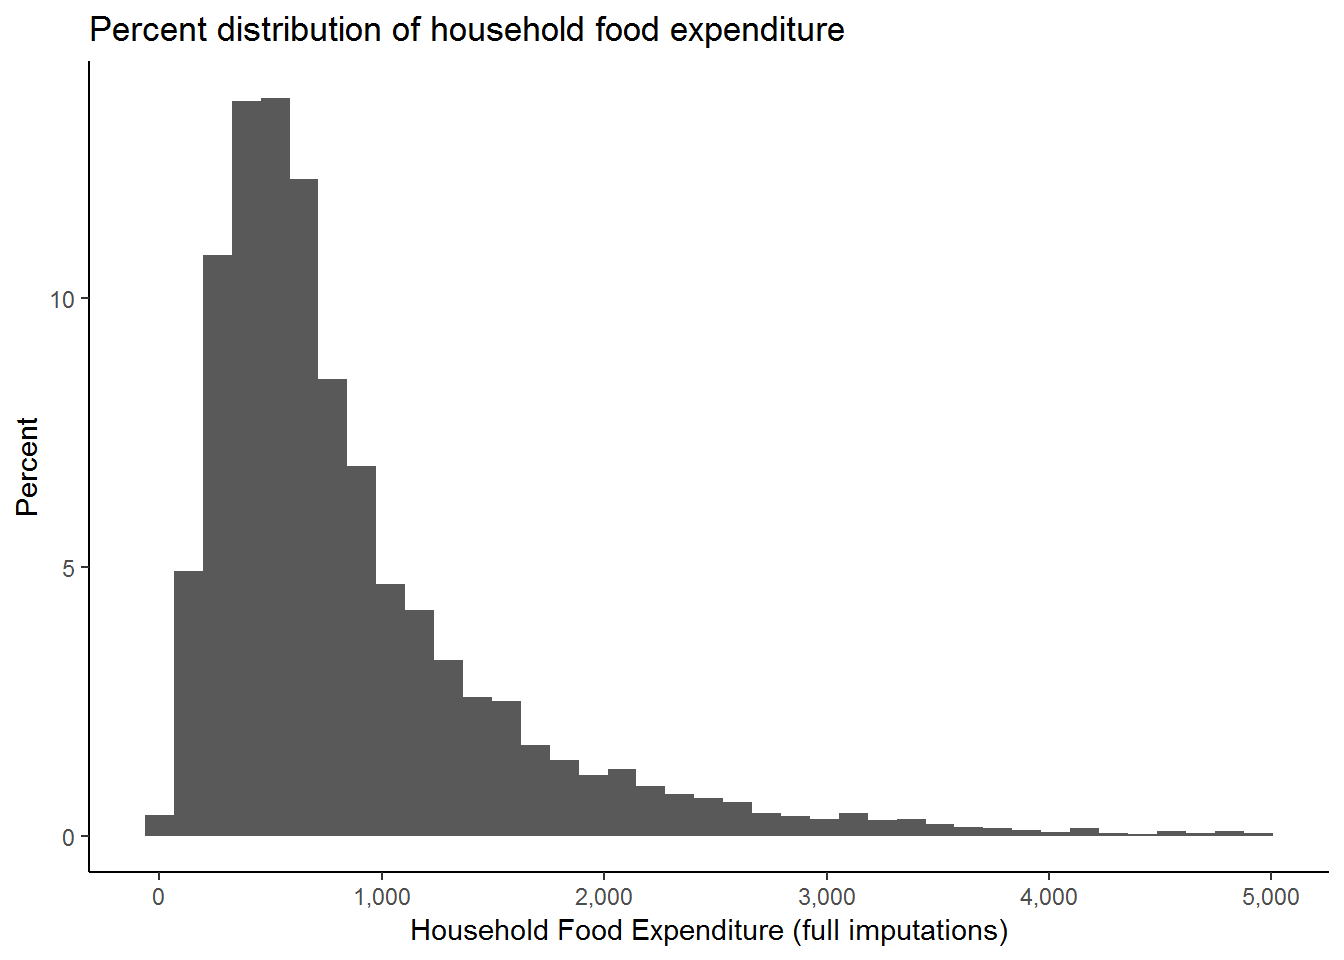 Percent distribution of household food expenditure
Percent
10
5
0
0 1,000 2,000 3,000 4,000 5,000
Household Food Expenditure (full imputations)